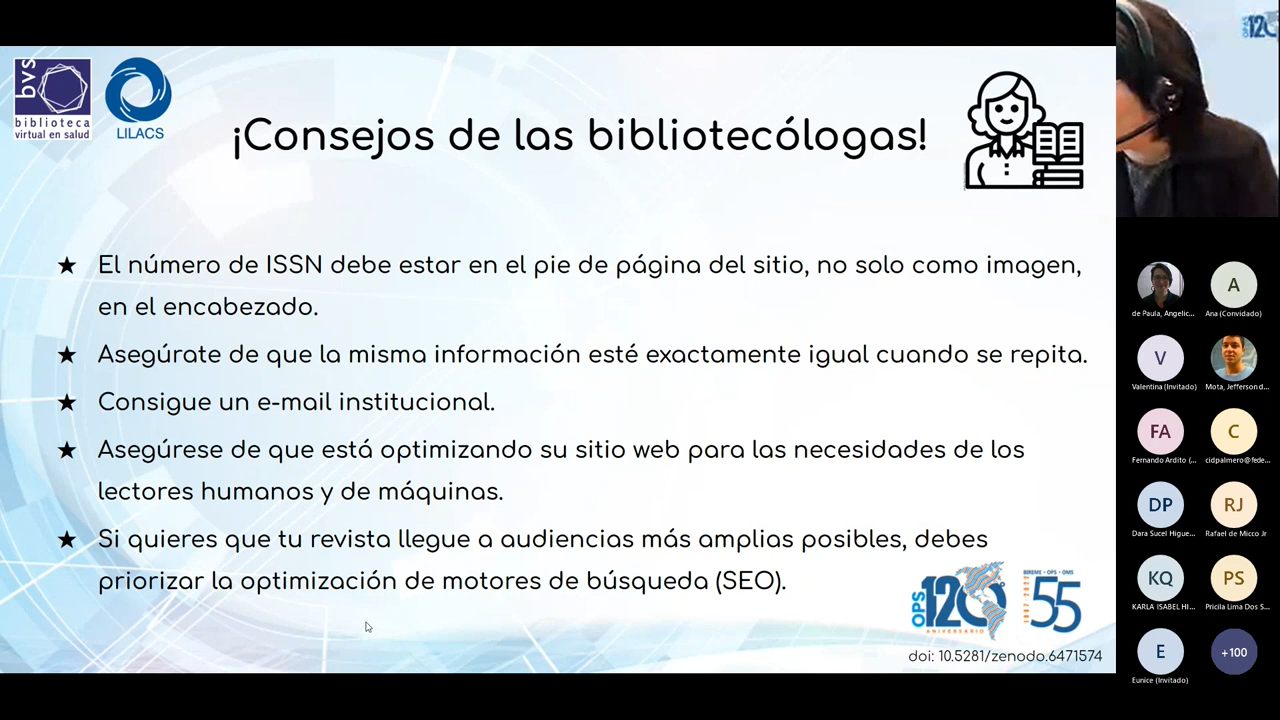 bvs
biblioteca
virtual en salud
LILACS
¡Consejos de las bibliotecólogas!
★ El número de ISSN debe estar en el pie de página del sitio, no solo como imagen,
en el encabezado.
★ Asegúrate de que la misma información esté exactamente igual cuando se repita.
★ Consigue un e-mail institucional.
★ Asegúrese de que está optimizando su sitio web para las necesidades de los
lectores humanos y de máquinas.
★ Si quieres que tu revista llegue a audiencias más amplias posibles, debes
priorizar la optimización de motores de búsqueda (SEO).
OPS 120
ANIVERSARIO
BIREME • OPS • OMS
55
doi: 10.5281/zenodo.6471574
OPS 120
de Paula, Angelic...
A
Ana (Convidado)
V
Valentina (Invitado)
Mota, Jefferson d...
FA
Fernando Ardito (...
C
cidpalmero@fede...
DP
Dara Sucel Higue...
RJ
Rafael de Micco Jr
KQ
KARLA ISABEL HI...
PS
Pricila Lima Dos S...
E
Eunice (Invitado)
+100